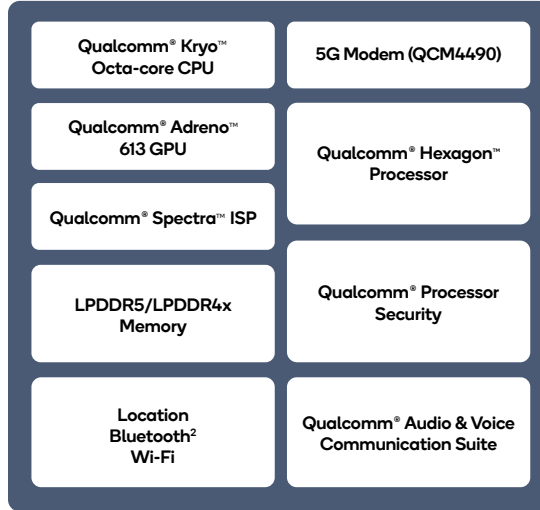 Qualcomm® Kryo™
Octa-core CPU
5G Modem (QCM4490)
Qualcomm® Adreno™
613 GPU
Qualcomm® Hexagon™
Processor
Qualcomm® Spectra™ ISP
LPDDR5/LPDDR4x
Memory
Qualcomm® Processor
Security
Location
Bluetooth²
Wi-Fi
Qualcomm® Audio & Voice
Communication Suite